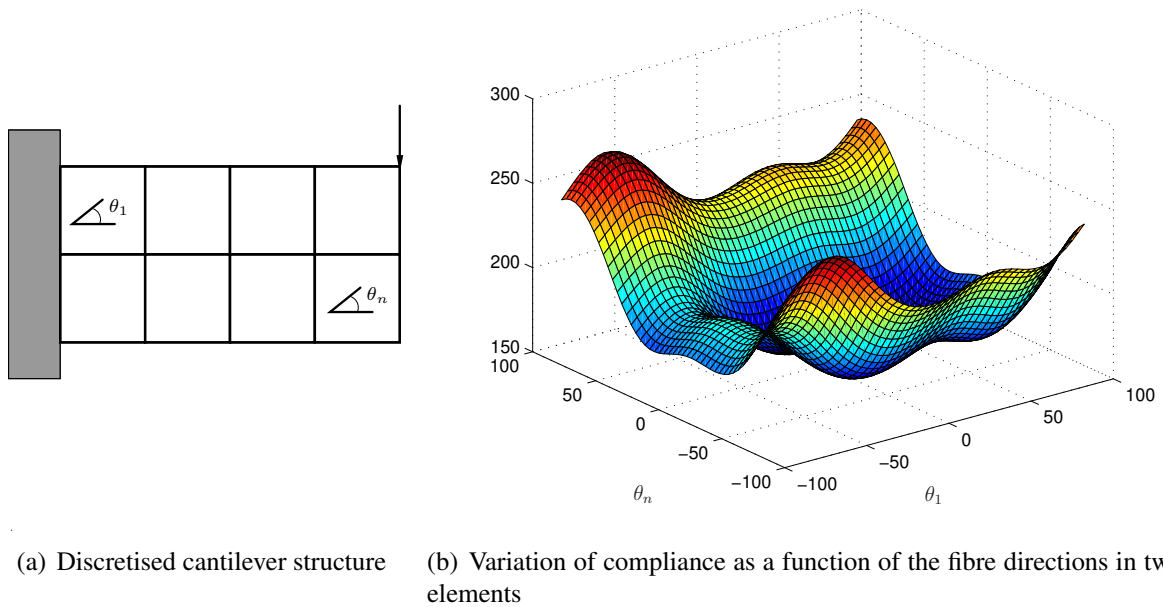 θ1
θn
300
250
200
150
100
50
0
−50
−100
θn
−100
−50
0
50
100
θ1
(a) Discretised cantilever structure
(b) Variation of compliance as a function of the fibre directions in tw
elements